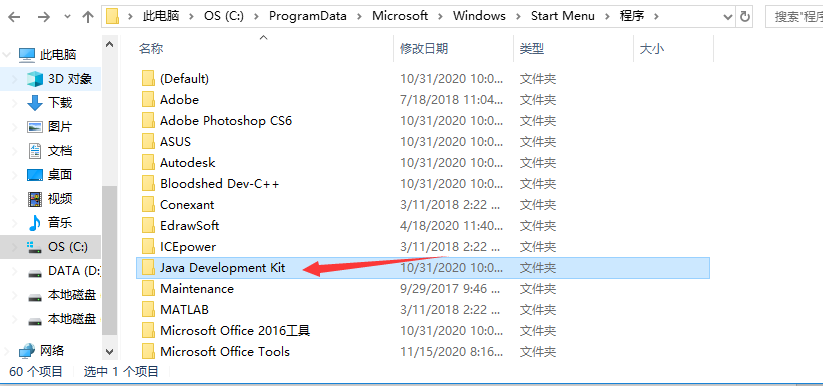 此电脑 OS (C:) ProgramData Microsoft Windows Start Menu 程序 搜索"程序
此电脑
3D 对象
下载
图片
文档
桌面
视频
音乐
OS (C:)
DATA (D:
本地磁盘
本地磁盘
网络
名称 修改日期 类型 大小
(Default) 10/31/2020 10:0... 文件夹
Adobe 7/18/2018 11:04... 文件夹
Adobe Photoshop CS6 10/31/2020 10:0... 文件夹
ASUS 10/31/2020 10:0... 文件夹
Autodesk 10/31/2020 10:0... 文件夹
Bloodshed Dev-C++ 10/31/2020 10:0... 文件夹
Conexant 3/11/2018 2:22 ... 文件夹
EdrawSoft 4/18/2020 11:40... 文件夹
ICEpower 3/11/2018 2:22 ... 文件夹
Java Development Kit 10/31/2020 10:0... 文件夹
Maintenance 9/29/2017 9:46 ... 文件夹
MATLAB 3/11/2018 2:22 ... 文件夹
Microsoft Office 2016工具 10/31/2020 10:0... 文件夹
Microsoft Office Tools 11/15/2020 8:16... 文件夹
60 个项目 选中 1 个项目